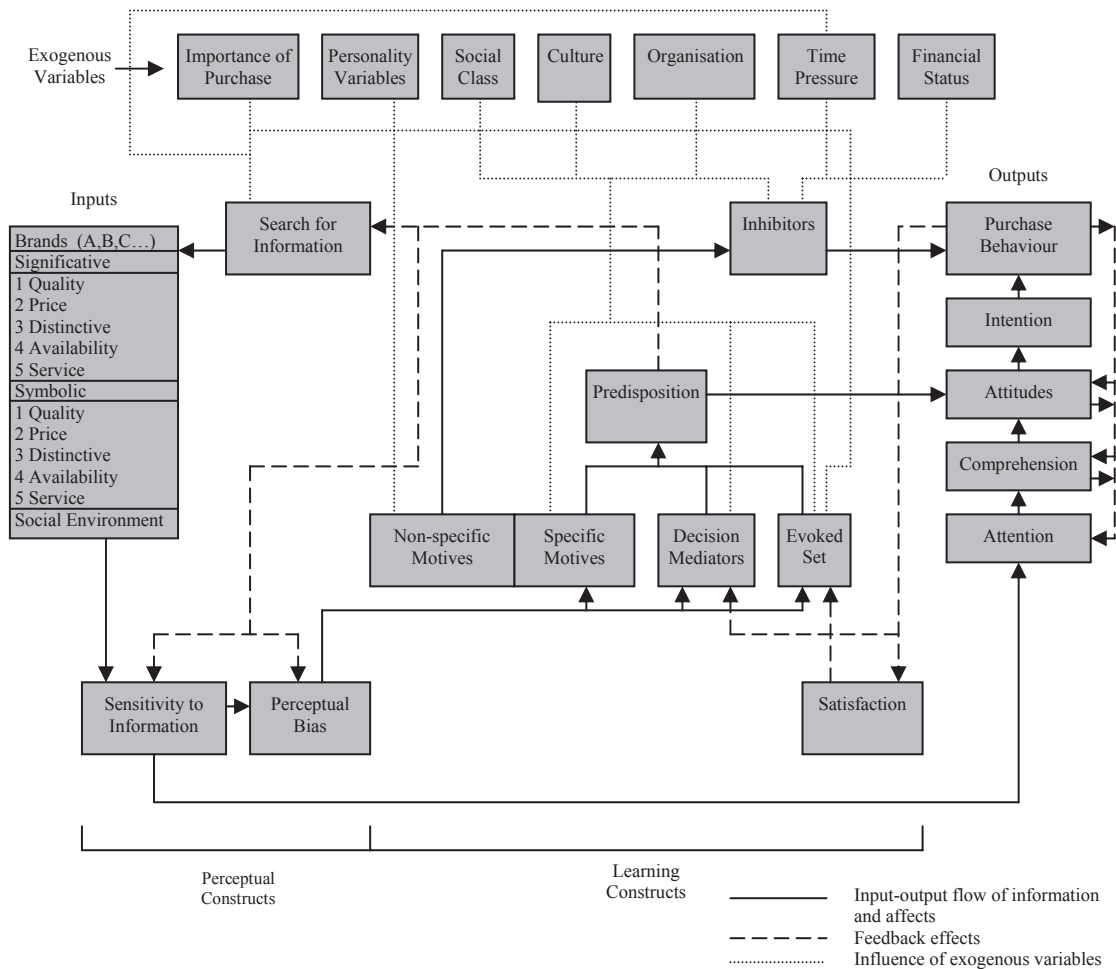 Exogenous
Variables
Importance of
Purchase
Personality
Variables
Social
Class
Culture
Organisation
Time
Pressure
Financial
Status
Inputs
Outputs
Brands (A,B,C…)
Significative
1 Quality
2 Price
3 Distinctive
4 Availability
5 Service
Symbolic
1 Quality
2 Price
3 Distinctive
4 Availability
5 Service
Social Environment
Search for
Information
Inhibitors
Purchase
Behaviour
Intention
Predisposition
Attitudes
Comprehension
Non-specific
Motives
Specific
Motives
Decision
Mediators
Evoked
Set
Attention
Sensitivity to
Information
Perceptual
Bias
Satisfaction
Perceptual
Constructs
Learning
Constructs
Input-output flow of information
and affects
Feedback effects
Influence of exogenous variables